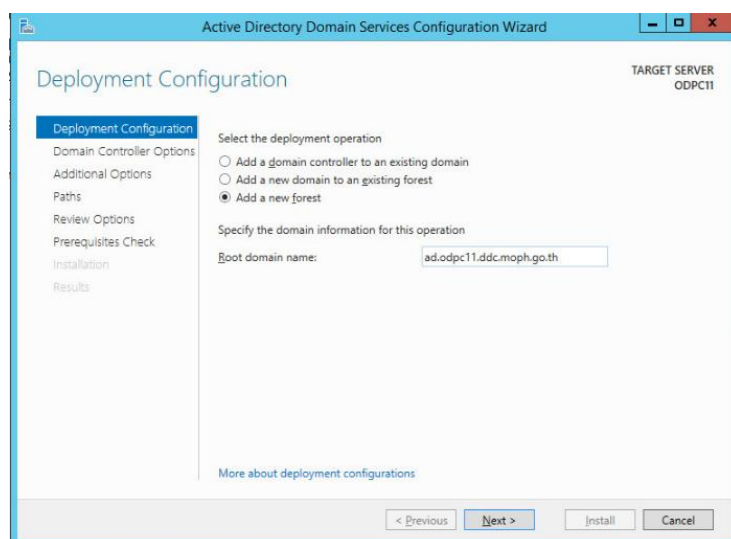 Active Directory Domain Services Configuration Wizard
Deployment Configuration
TARGET SERVER
ODPC11
Deployment Configuration
Domain Controller Options
Additional Options
Paths
Review Options
Prerequisites Check
Installation
Results
Select the deployment operation
Add a domain controller to an existing domain
Add a new domain to an existing forest
Add a new forest
Specify the domain information for this operation
Root domain name: ad.odpc11.ddc.moph.go.th
More about deployment configurations
< Previous Next > Install Cancel